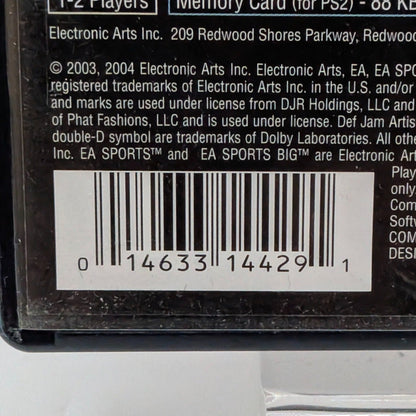 1-2 Players Memory Card (for PS2) - 88 KB
Electronic Arts Inc. 209 Redwood Shores Parkway, Redwood
© 2003, 2004 Electronic Arts Inc. Electronic Arts, EA, EA SPO
registered trademarks of Electronic Arts Inc. in the U.S. and/or
and marks are used under license from DJR Holdings, LLC and
of Phat Fashions, LLC and is used under license. Def Jam Artis
double-D symbol are trademarks of Dolby Laboratories. All othe
Inc. EA SPORTS™ and EA SPORTS BIG™ are Electronic Art
Play
only
Com
Softw
COM
DESI
0 14633 14429 1